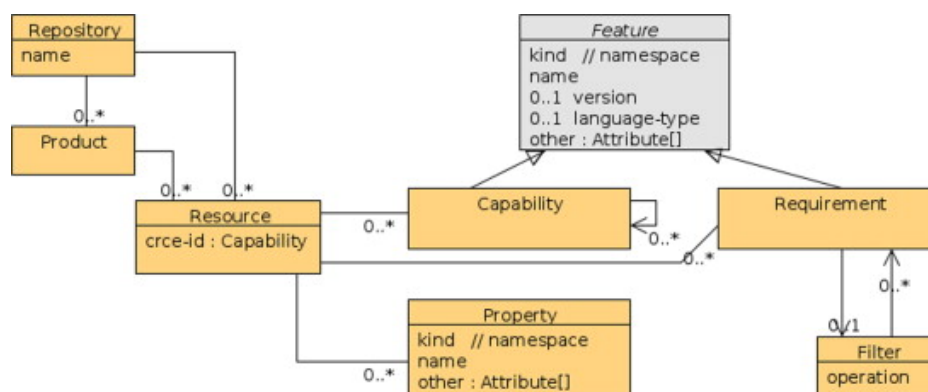 Repository
name
0..*
Product
0..*
0..*
Resource
crce-id : Capability
Feature
kind // namespace
name
0..1 version
0..1 language-type
other : Attribute[]
Capability
0..*
0..*
Requirement
0..*
Property
kind // namespace
name
other : Attribute[]
0..*
0..*
0./1
Filter
operation